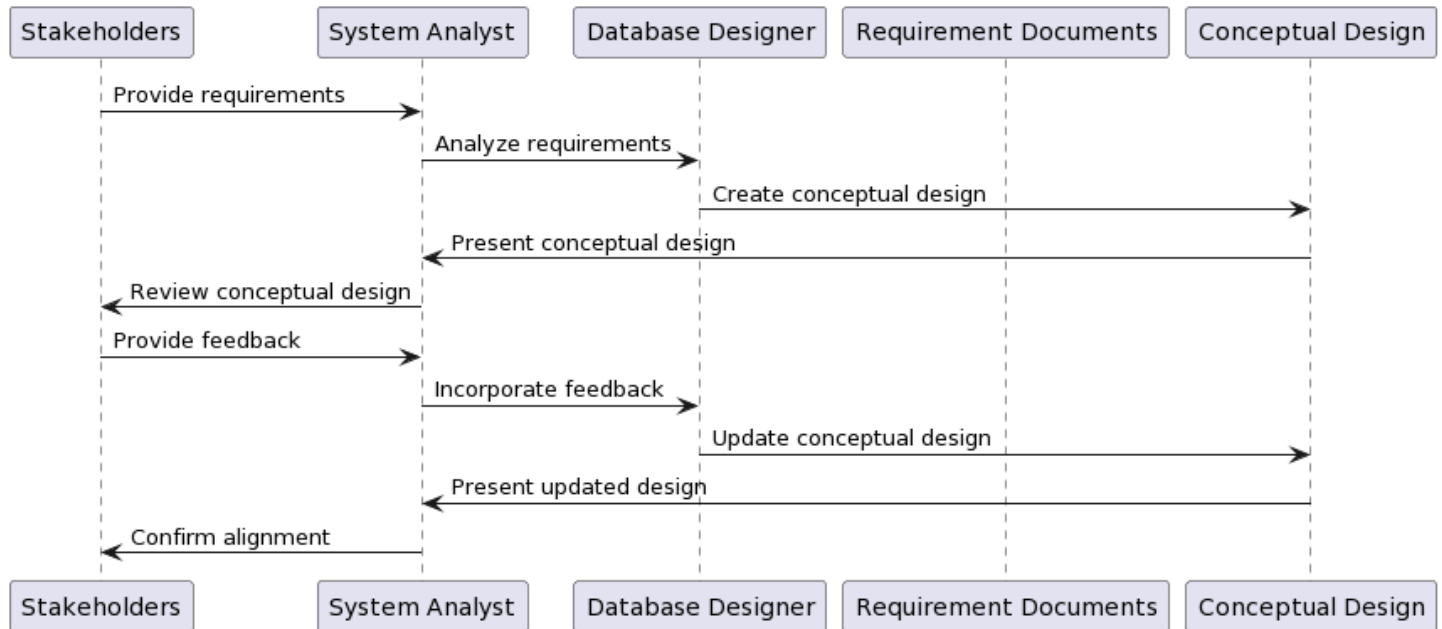 Stakeholders System Analyst Database Designer Requirement Documents Conceptual Design
Provide requirements
Analyze requirements
Create conceptual design
Present conceptual design
Review conceptual design
Provide feedback
Incorporate feedback
Update conceptual design
Present updated design
Confirm alignment
Stakeholders System Analyst Database Designer Requirement Documents Conceptual Design